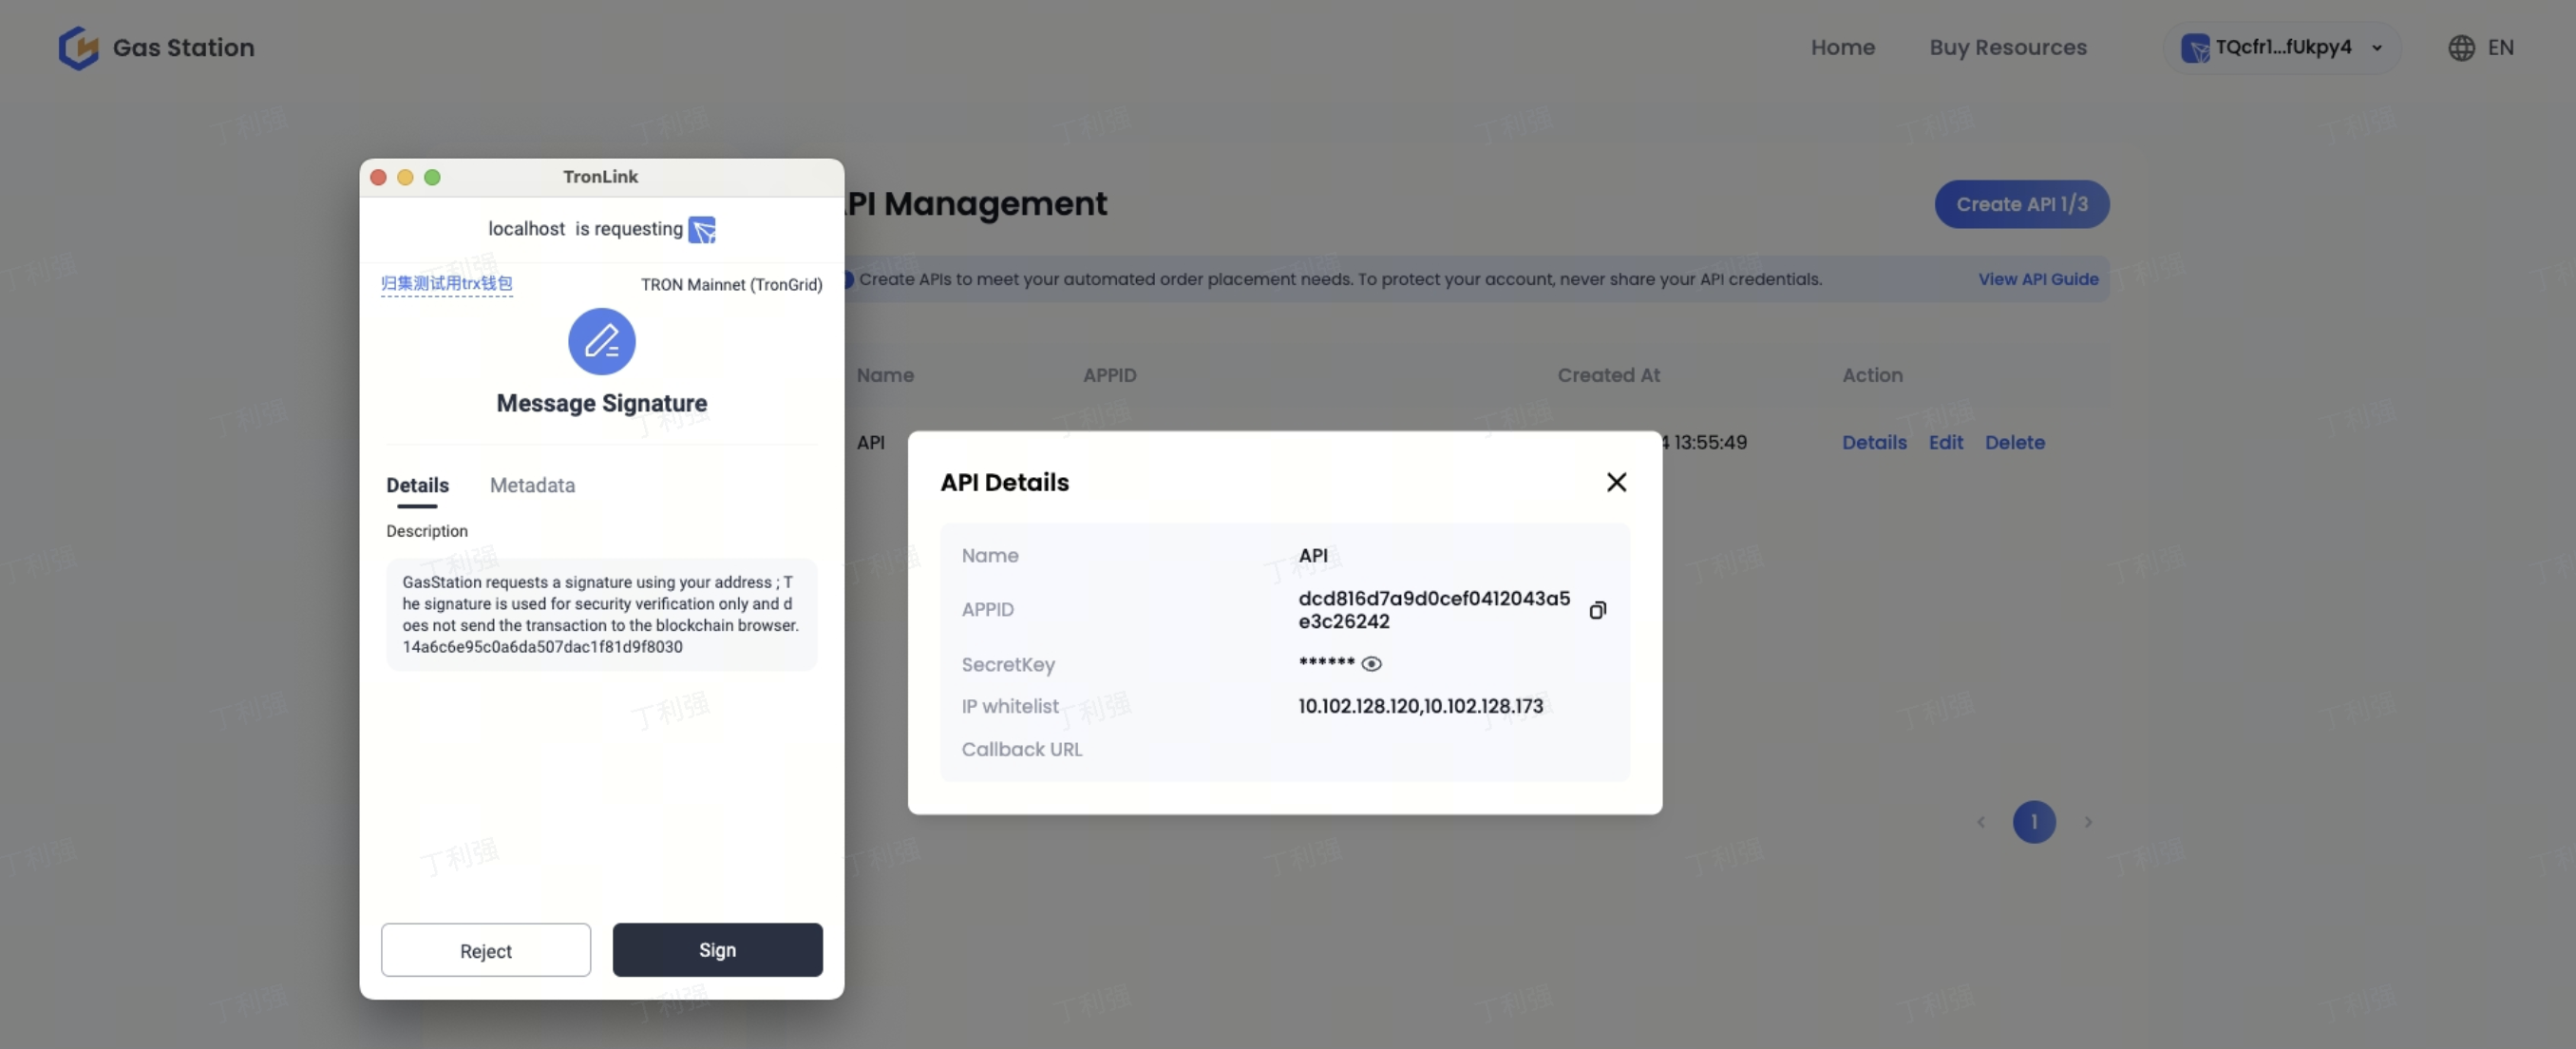 Gas Station
Home
Buy Resources
TQcfr1...fUkpy4
EN
TronLink
localhost is requesting
归集测试用trx钱包
TRON Mainnet (TronGrid)
Message Signature
Details
Metadata
Description
GasStation requests a signature using your address ; T
he signature is used for security verification only and d
oes not send the transaction to the blockchain browser.
14a6c6e95c0a6da507dac1f81d9f8030
Reject
Sign
PI Management
Create API 1/3
Create APIs to meet your automated order placement needs. To protect your account, never share your API credentials.
View API Guide
Name
APPID
Created At
Action
API
4 13:55:49
Details
Edit
Delete
API Details
Name
API
APPID
dcd816d7a9d0cef0412043a5
e3c26242
SecretKey
******
IP whitelist
10.102.128.120,10.102.128.173
Callback URL
1
丁利强